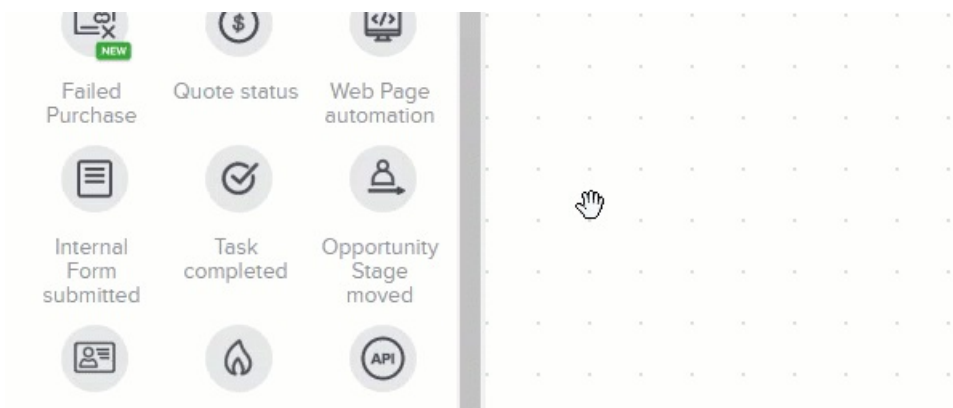 $
</>
NEW
Failed
Purchase
Quote status
Web Page
automation
Internal
Form
submitted
Task
completed
Opportunity
Stage
moved
API